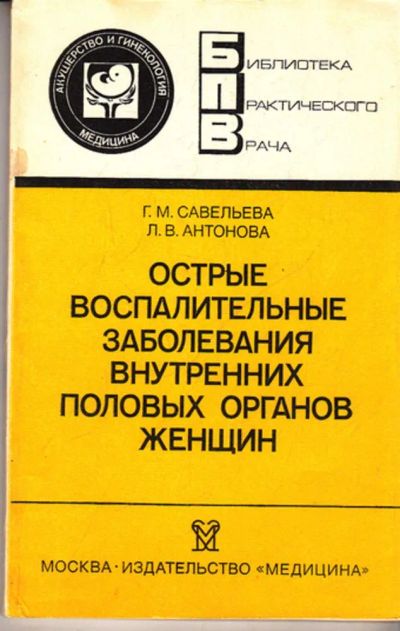 АКУШЕРСТВО И ГИНЕКОЛОГИЯ
МЕДИЦИНА
БИБЛИОТЕКА
ПРАКТИЧЕСКОГО
ВРАЧА
Г. М. САВЕЛЬЕВА
Л. В. АНТОНОВА
ОСТРЫЕ
ВОСПАЛИТЕЛЬНЫЕ
ЗАБОЛЕВАНИЯ
ВНУТРЕННИХ
ПОЛОВЫХ ОРГАНОВ
ЖЕНЩИН
МОСКВА · ИЗДАТЕЛЬСТВО «МЕДИЦИНА»